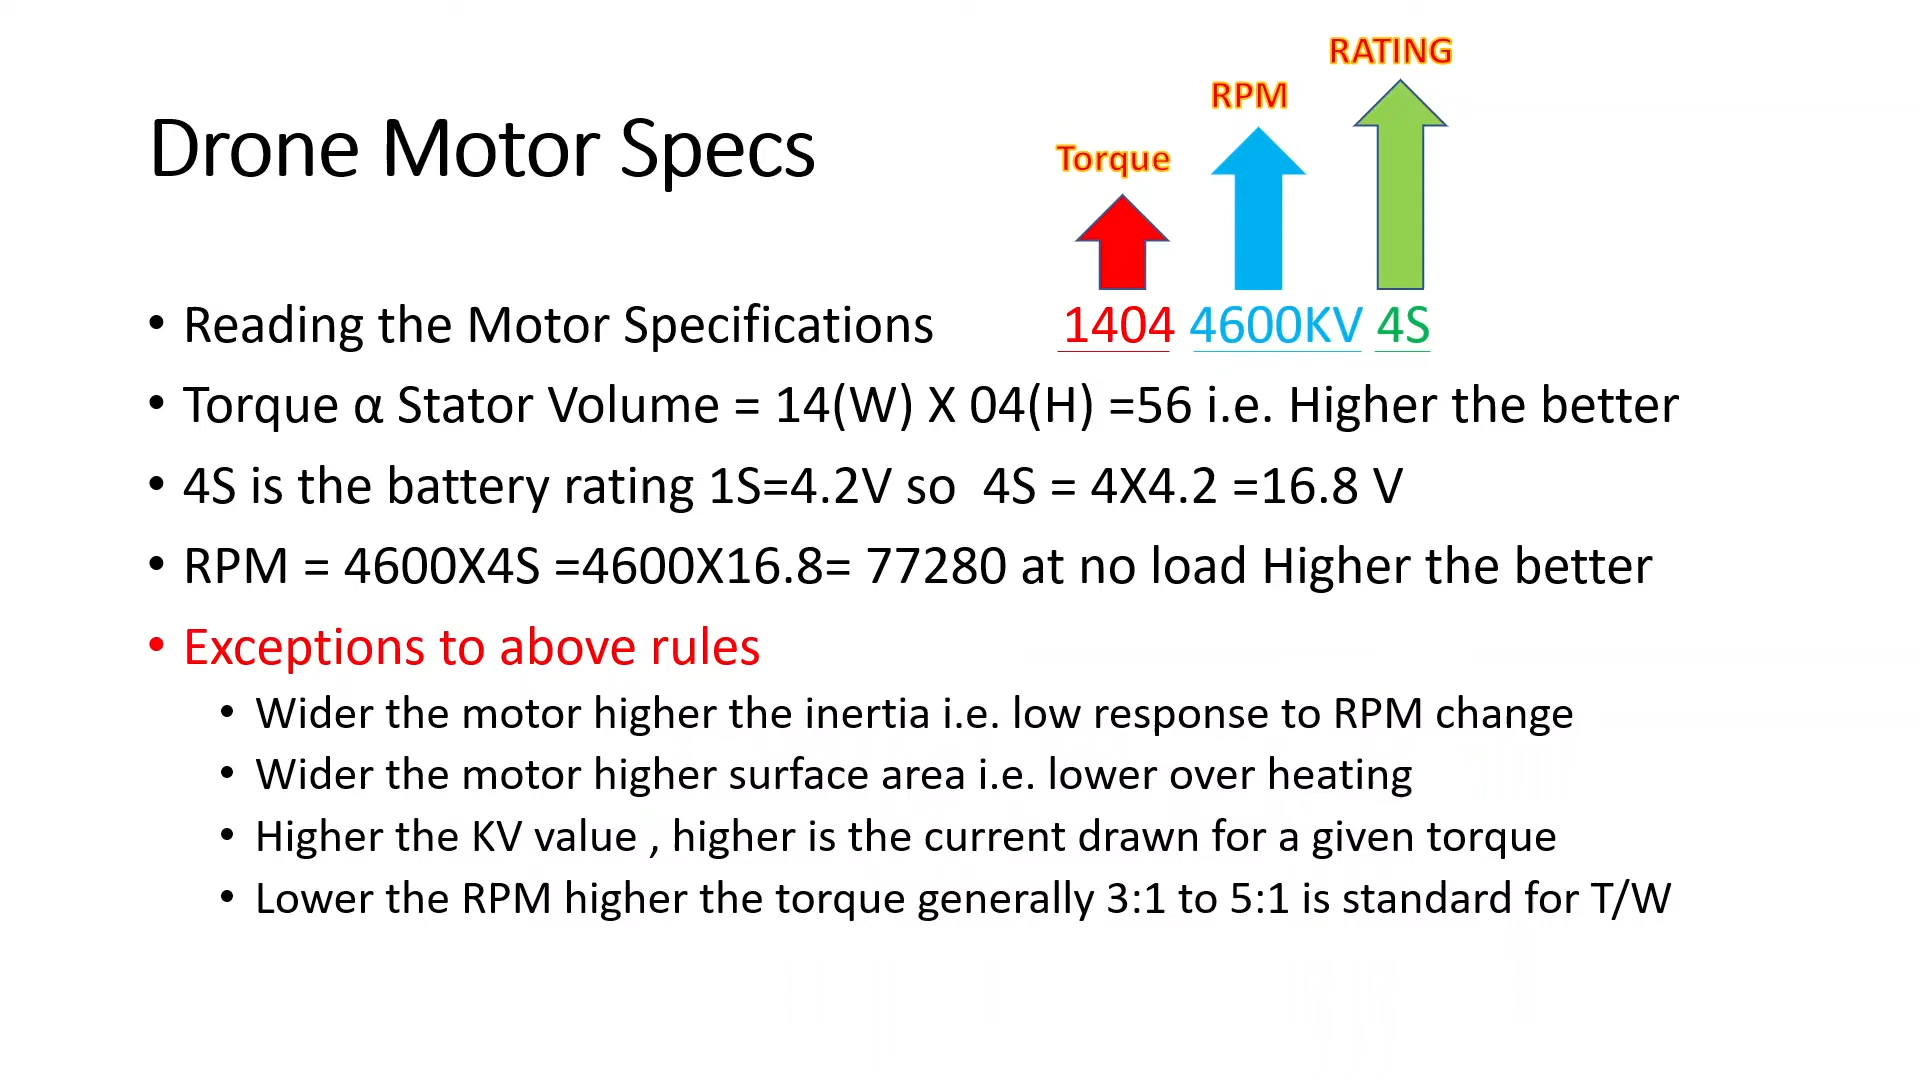 RATING
RPM
Torque
Drone Motor Specs
• Reading the Motor Specifications 1404 4600KV 4S
• Torque α Stator Volume = 14(W) X 04(H) =56 i.e. Higher the better
• 4S is the battery rating 1S=4.2V so 4S = 4X4.2 =16.8 V
• RPM = 4600X4S =4600X16.8= 77280 at no load Higher the better
• Exceptions to above rules
• Wider the motor higher the inertia i.e. low response to RPM change
• Wider the motor higher surface area i.e. lower over heating
• Higher the KV value , higher is the current drawn for a given torque
• Lower the RPM higher the torque generally 3:1 to 5:1 is standard for T/W